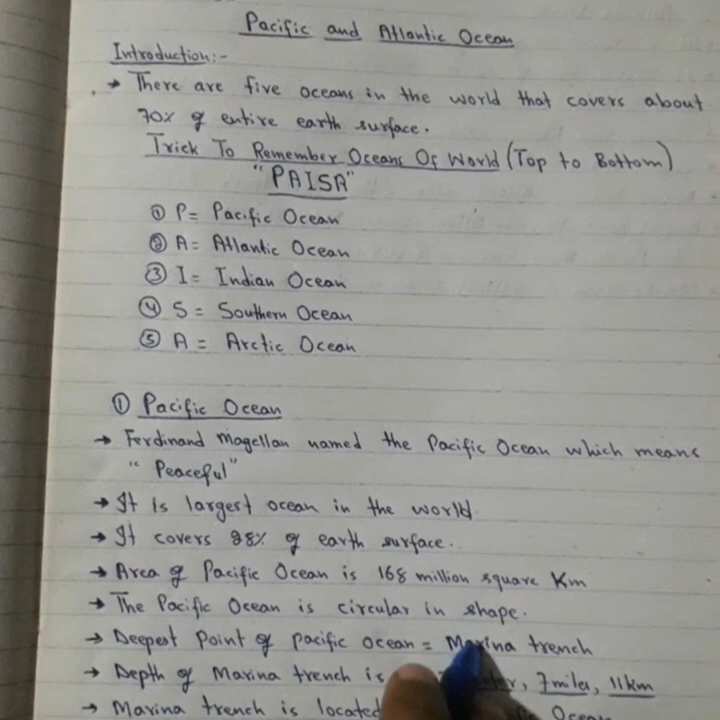 Pacific and Atlantic Ocean
Introduction:-
→ There are five oceans in the world that covers about
70% of entire earth surface.
Trick To Remember Oceans Of World (Top to Bottom)
"PAISA"
① P= Pacific Ocean
② A= Atlantic Ocean
③ I= Indian Ocean
④ S= Southern Ocean
⑤ A= Arctic Ocean
① Pacific Ocean
→ Ferdinand Magellan named the Pacific Ocean which means
"Peaceful"
→ It is largest ocean in the world
→ It covers 28% of earth surface.
→ Area of Pacific Ocean is 168 million square Km
→ The Pacific Ocean is circular in shape.
→ Deepest Point of pacific ocean = Marina trench
→ Depth of Marina trench is , 7miles, 11km
→ Marina trench is located Ocean